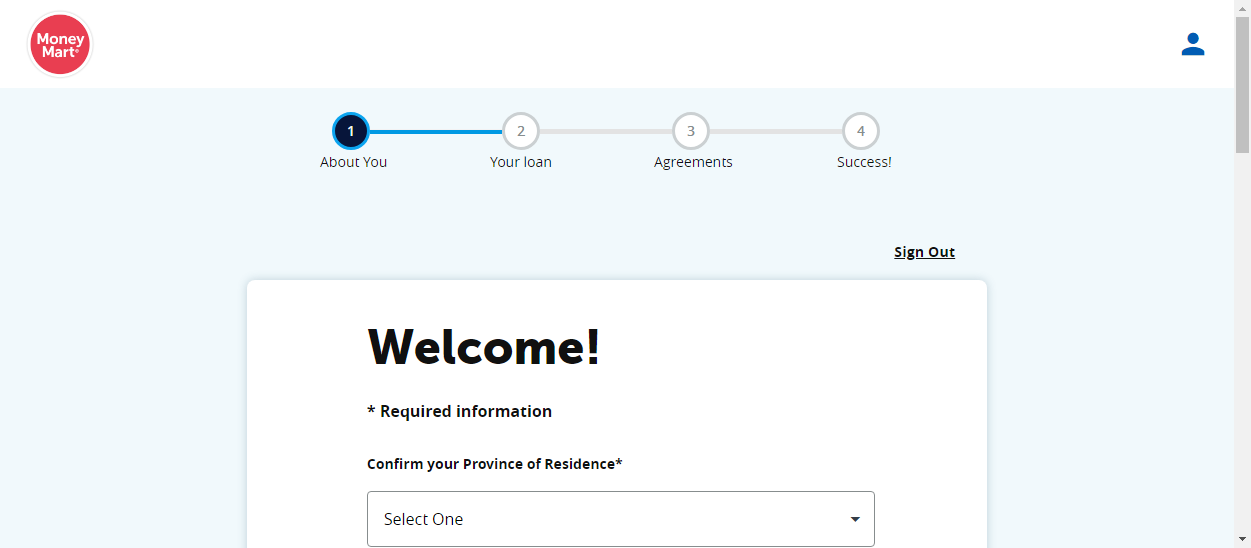 Money
Mart®
1
2
3
4
About You
Your loan
Agreements
Success!
Sign Out
Welcome!
* Required information
Confirm your Province of Residence*
Select One